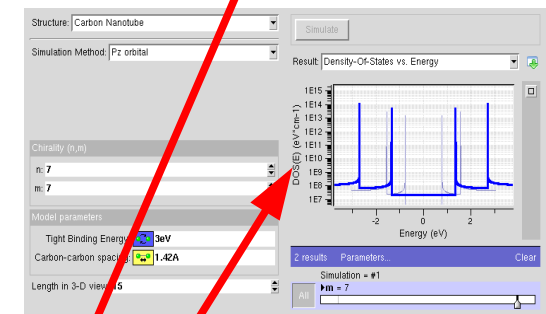 Structure: Carbon Nanotube
Simulation Method: Pz orbital
Chirality (n,m)
n: 7
m: 7
Model parameters
Tight Binding Energy: 3eV
Carbon-carbon spacing: 1.42A
Length in 3-D view: 15
Simulate
Result: Density-Of-States vs. Energy
DOS(E) (eV*cm-1)
1E15
1E14
1E13
1E12
1E11
1E10
1E9
1E8
1E7
-2 0 2
Energy (eV)
2 results Parameters... Clear
Simulation = #1
All m = 7